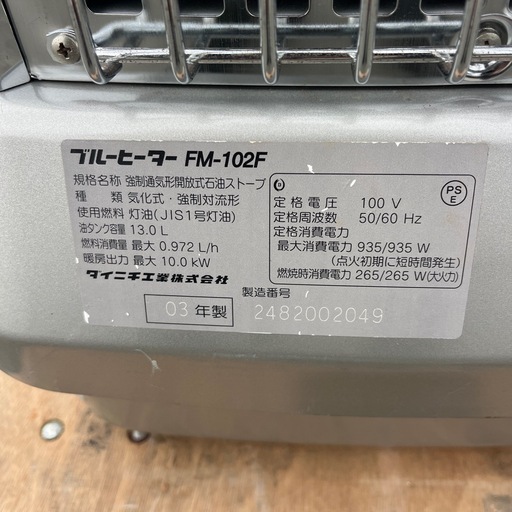 ブルーヒーター FM-102F
規格名称 強制通気形開放式石油ストーブ
種類 気化式・強制対流形
使用燃料 灯油(JIS1号灯油)
油タンク容量 13.0L
燃料消費量 最大 0.972 L/h
暖房出力 最大 10.0 kW
ダイニチ工業株式会社
定格電圧 100 V
定格周波数 50/60 Hz
定格消費電力
最大消費電力 935/935 W
(点火初期に短時間発生)
燃焼時消費電力 265/265 W(大火力)
PS
E
製造番号
03年製 2482002049